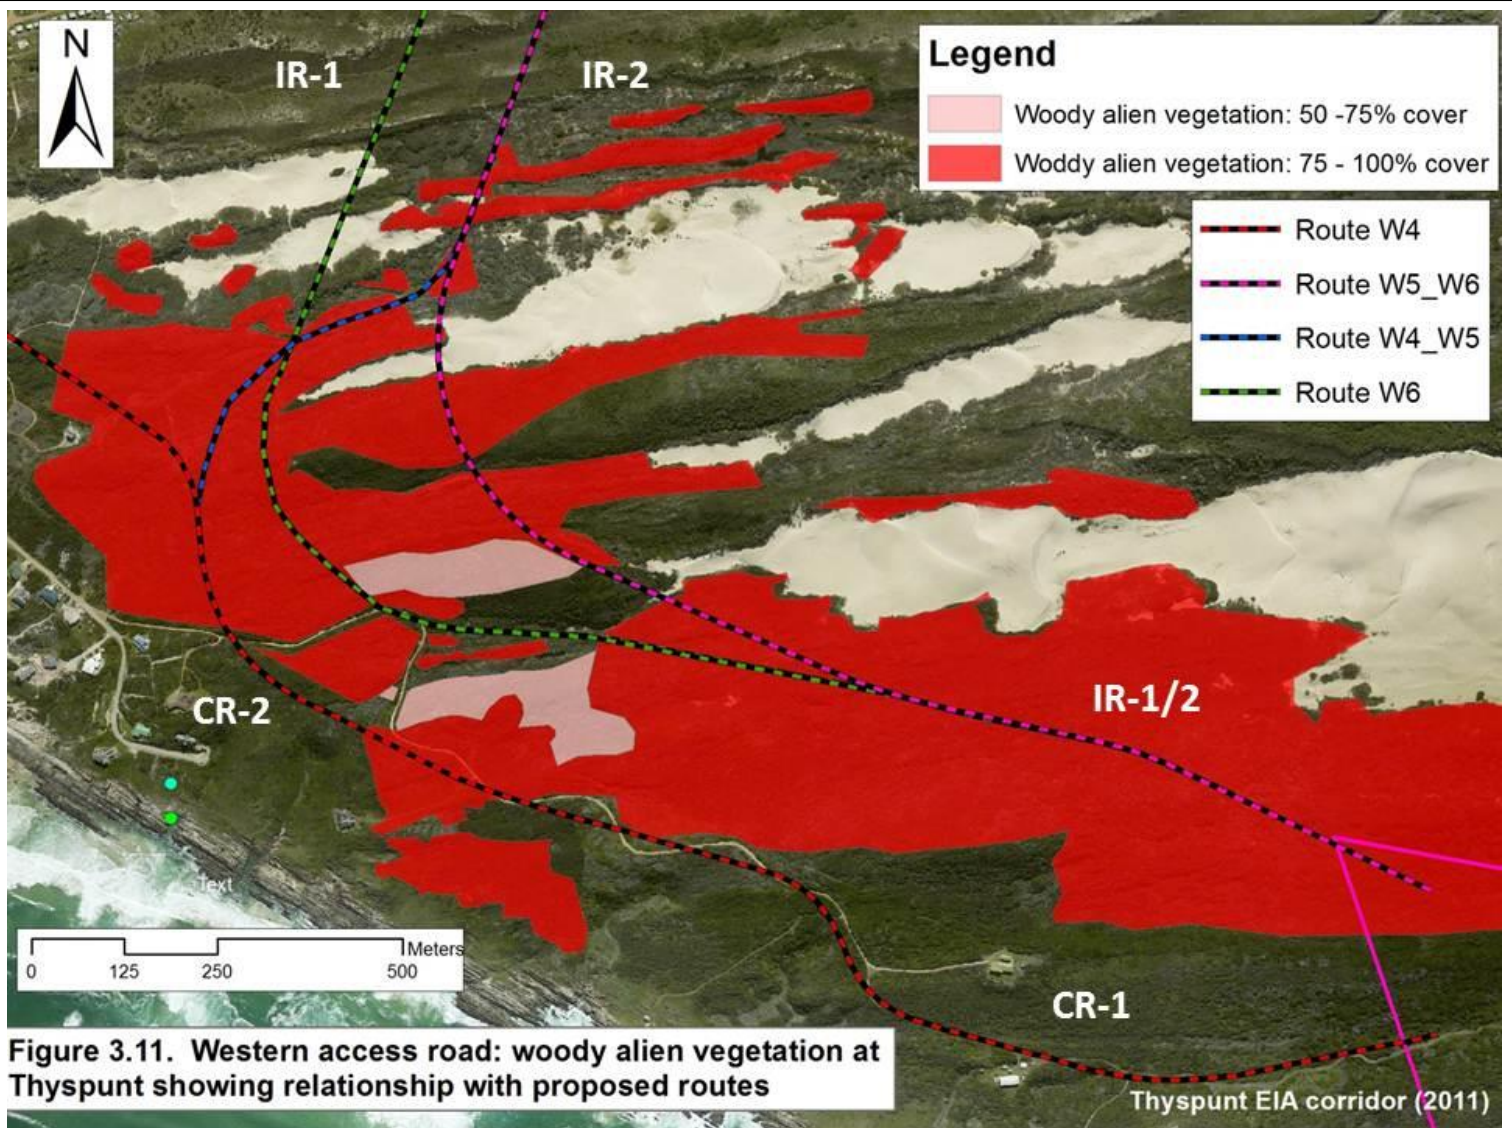 N
IR-1
IR-2
Legend
Woody alien vegetation: 50 -75% cover
Woddy alien vegetation: 75 - 100% cover
Route W4
Route W5_W6
Route W4_W5
Route W6
CR-2
IR-1/2
Text
Meters
0 125 250 500
CR-1
Figure 3.11. Western access road: woody alien vegetation at
Thyspunt showing relationship with proposed routes
Thyspunt EIA corridor (2011)